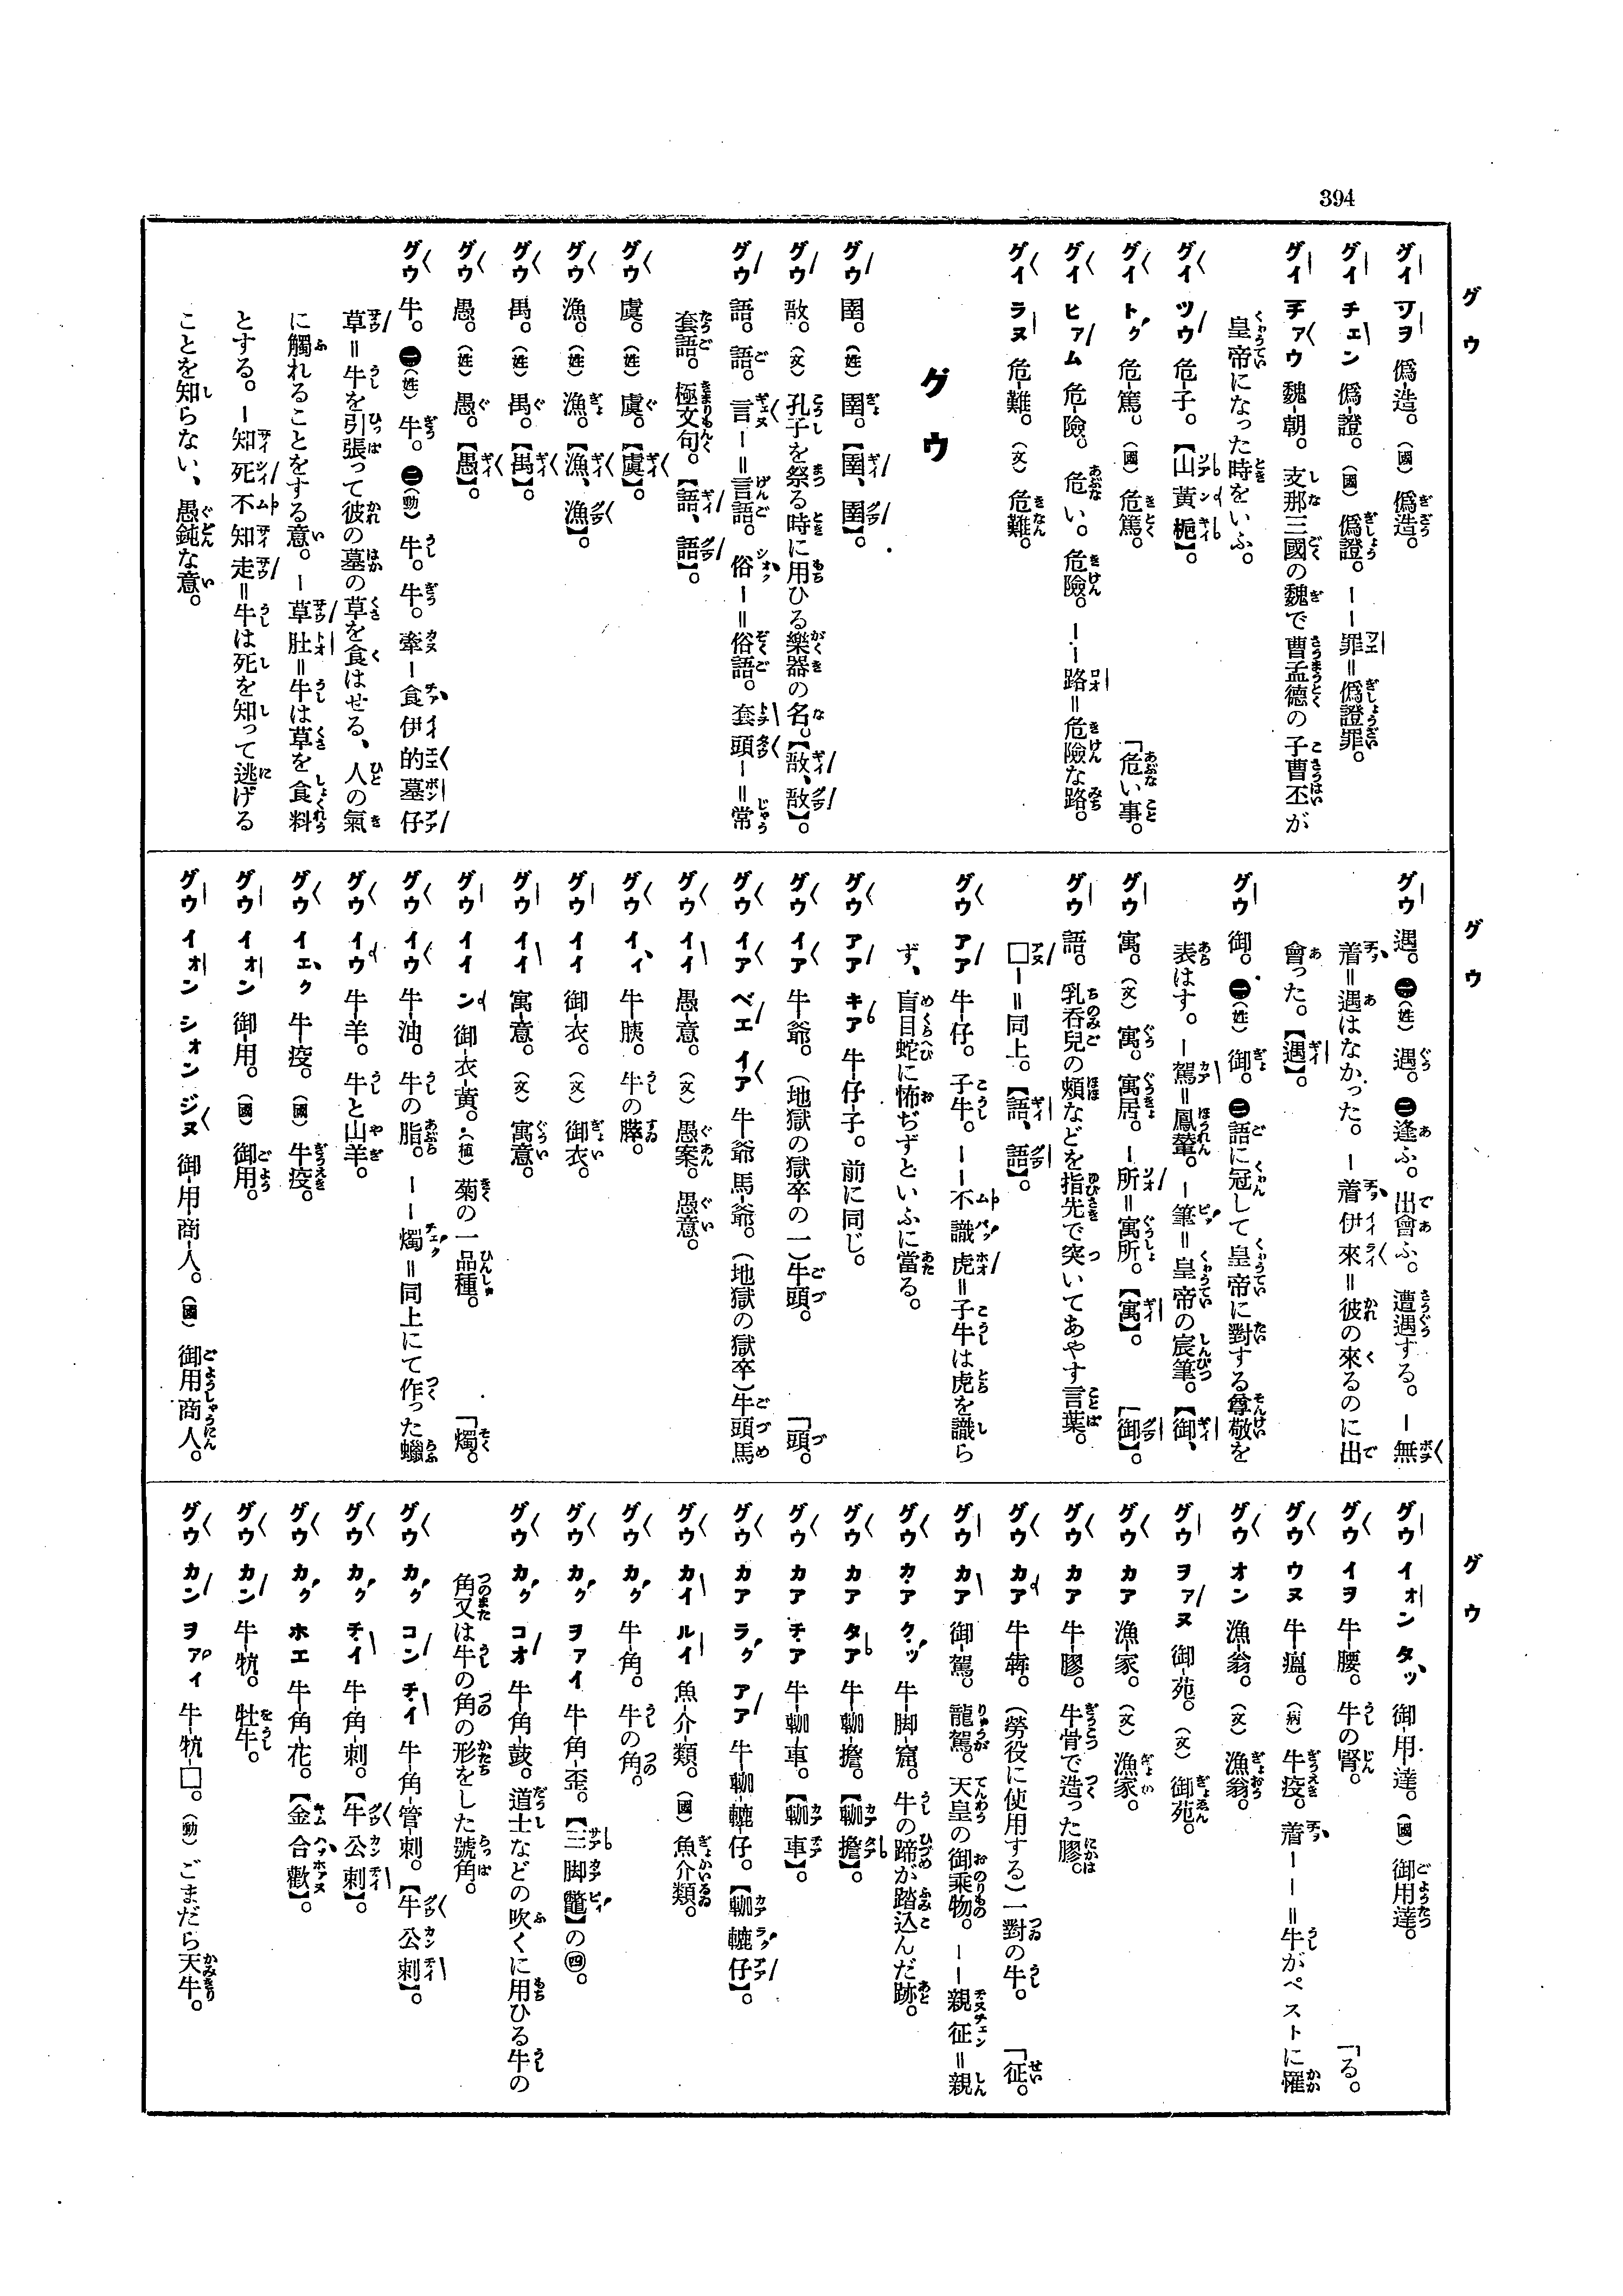 394
グウ
グウ
グウ
グイ ヲヲ 僞-造。(國) 僞造。
グイ チェン 僞-證。(國) 僞證。——罪=僞證罪。
グイ チァウ 魏-朝。支那三國の魏で曹孟德の子曹丕が
皇帝になった時をいふ。
グイ ツウ 危-子。【山黃梔】。
グイ トク 危-篤。(國) 危篤。
グイ ヒァム 危-險。危い。危險。——路=危險な路。「危い事。
グイ ラヌ 危-難。(文) 危難。
グウ
グウ 圉。(姓) 圉。【圉、圉】。
グウ 敔。(文) 孔子を祭る時に用ひる樂器の名。【敔、敔】。
グウ 語。語。言—=言語。俗—=俗語。套頭—=常
套語。極文句。【語、語】。
グウ 虞。(姓) 虞。【虞】。
グウ 漁。(姓) 漁。【漁、漁】。
グウ 禺。(姓) 禺。【禺】。
グウ 愚。(姓) 愚。【愚】。
グウ 牛。㊀(姓) 牛。㊁(動) 牛。牛。牽—食伊的墓仔
草=牛を引張って彼の墓の草を食はせる、人の氣
に觸れることをする意。—草肚=牛は草を食料
とする。—知死不知走=牛は死を知って逃げる
ことを知らない、愚鈍な意。
グウ 遇。㊀(姓) 遇。㊁逢ふ。出會ふ。遭遇する。—無
着=遇はなかった。—着伊來=彼の來るのに出
會った。【遇】。
グウ 御。㊀(姓) 御。㊁語に冠して皇帝に對する尊敬を
表はす。—駕=鳳輦。—筆=皇帝の宸筆。【御、
グウ 寓。(文) 寓。寓居。—所=寓所。【寓】。「御】。
グウ 語。乳呑兒の頰などを指先で突いてあやす言葉。
□—=同上。【語、語】。
グウ アア 牛-仔。子牛。——不識虎=子牛は虎を識ら
ず、盲目蛇に怖ぢずといふに當る。
グウ アア キア 牛-仔-子。前に同じ。
グウ イア 牛-爺。(地獄の獄卒の一)牛頭。「頭。
グウ イア ベエ イア 牛-爺 馬-爺。(地獄の獄卒)牛頭馬
グウ イイ 愚-意。(文) 愚案。愚意。
グウ イイ 牛-胰。牛の膵。
グウ イイ 御-衣。(文) 御衣。
グウ イイ 寓-意。(文) 寓意。
グウ イイ ン 御-衣-黃。(植) 菊の一品種。「燭。
グウ イウ 牛-油。牛の脂。——燭=同上にて作った蠟
グウ イウ 牛-羊。牛と山羊。
グウ イェク 牛-疫。(國) 牛疫。
グウ イォン 御-用。(國) 御用。
グウ イォン シォン ジヌ 御-用-商-人。(國) 御用商人。
グウ イォン タッ 御-用-達。(國) 御用達。
グウ イヲ 牛-腰。牛の腎。「る。
グウ ウヌ 牛-瘟。(病) 牛疫。着——=牛がペストに罹
グウ オン 漁-翁。(文) 漁翁。
グウ ヲァヌ 御-苑。(文) 御苑。
グウ カア 漁-家。(文) 漁家。
グウ カア 牛-膠。牛骨で造った膠。
グウ カア 牛-犇。(勞役に使用する)一對の牛。「征。
グウ カア 御-駕。龍駕。天皇の御乘物。——親征=親
グウ カア クッ 牛-脚-窟。牛の蹄が踏込んだ跡。
グウ カア タア 牛-軪-擔。【軪擔】。
グウ カア チア 牛-軪-車。【軪車】。
グウ カア ラク アア 牛-軪-轆-仔。【軪轆仔】。
グウ カイ ルイ 魚-介-類。(國) 魚介類。
グウ カク 牛-角。牛の角。
グウ カク ヲァイ 牛-角-歪。【三脚鼈】の㊃。
グウ カク コオ 牛-角-鼓。道士などの吹くに用ひる牛の
角又は牛の角の形をした號角。
グウ カク コン チイ 牛-角-管-刺。【牛公刺】。
グウ カク チイ 牛-角-刺。【牛公刺】。
グウ カク ホエ 牛-角-花。【金合歡】。
グウ カン 牛-牨。牡牛。
グウ カン ヲァイ 牛-牨-□。(動) ごまだら天牛。